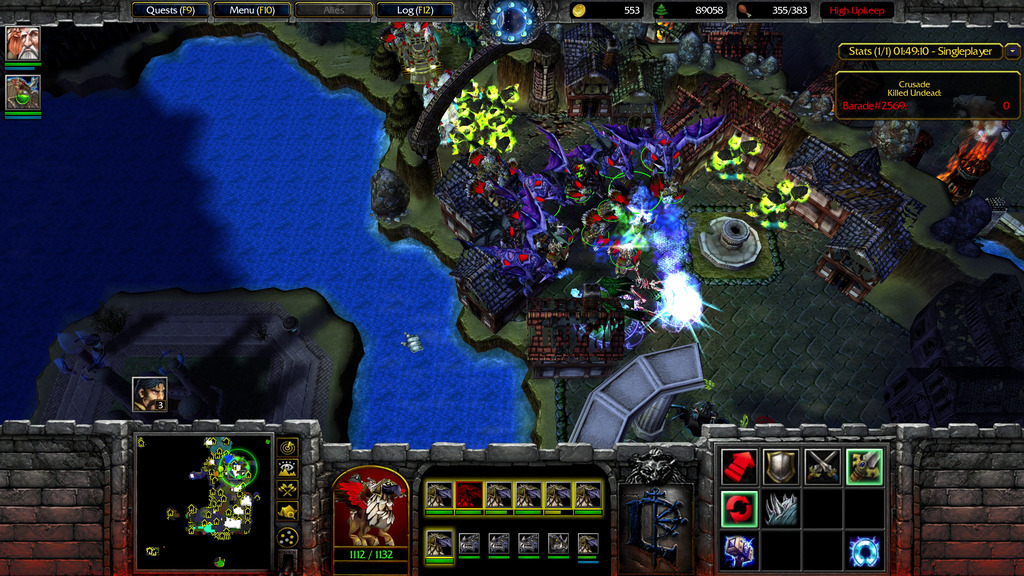 Quests (F9) Menu (F10) Allies Log (F12) 553 89058 355/383 High Upkeep
Stats (1/1) 01:49:10 - Singleplayer
Crusade
Killed Undead:
Barade#2569: 0
3
1112 / 1132